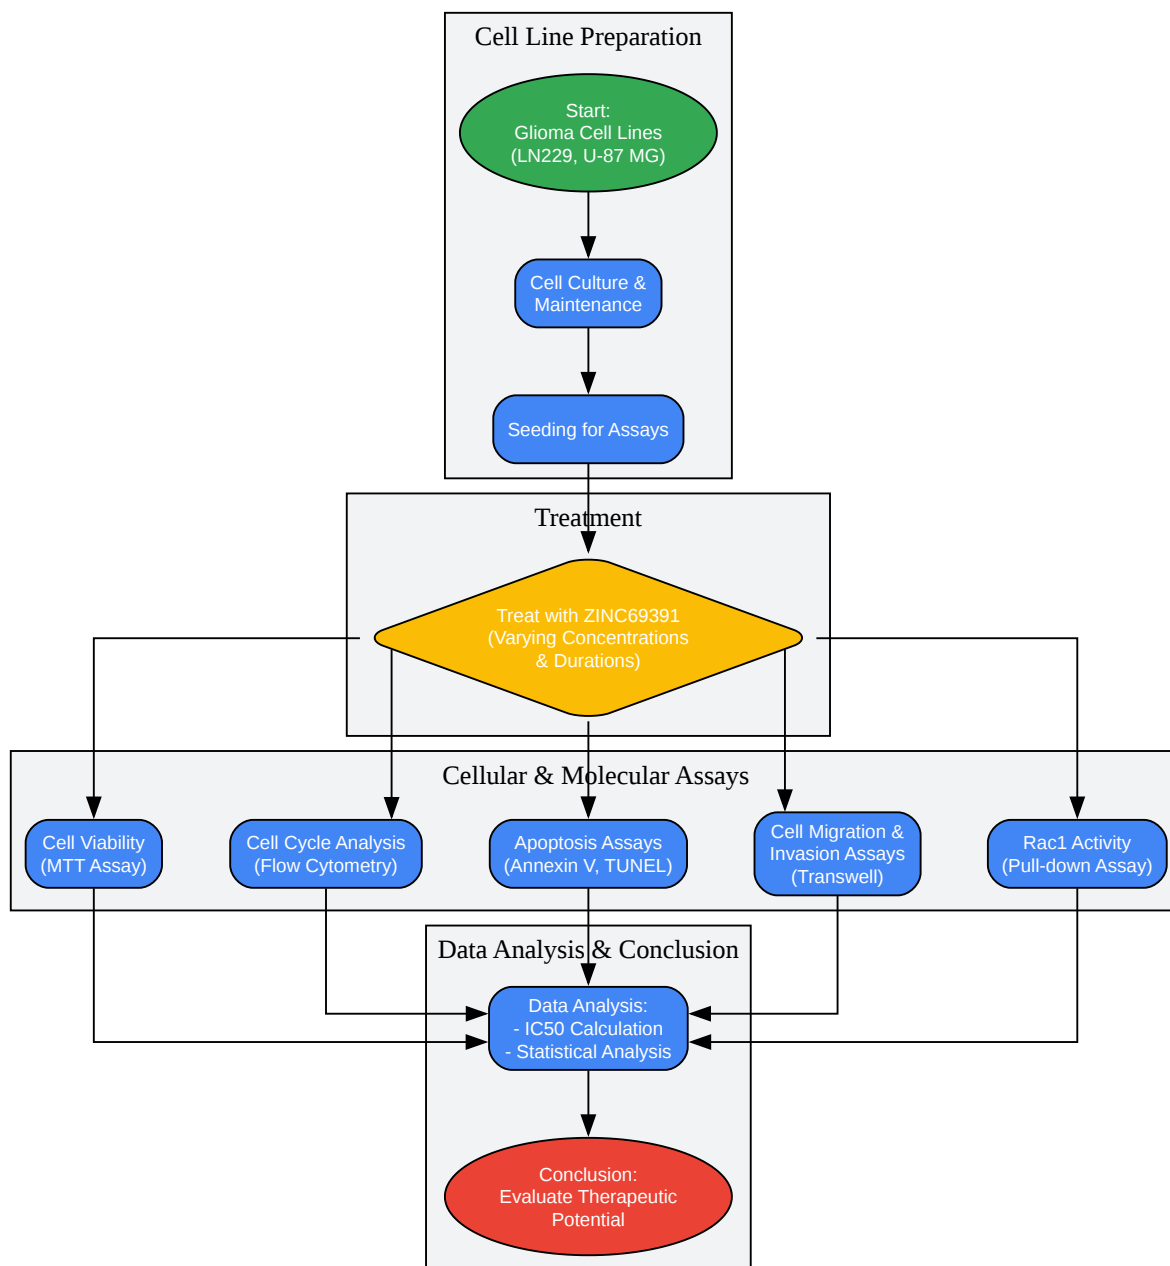 Cell Line Preparation
Start:
Glioma Cell Lines
(LN229, U-87 MG)
Cell Culture &
Maintenance
Seeding for Assays
Treatment
Treat with ZINC69391
(Varying Concentrations
& Durations)
Cellular & Molecular Assays
Cell Viability
(MTT Assay)
Cell Cycle Analysis
(Flow Cytometry)
Apoptosis Assays
(Annexin V, TUNEL)
Cell Migration &
Invasion Assays
(Transwell)
Rac1 Activity
(Pull-down Assay)
Data Analysis & Conclusion
Data Analysis:
- IC50 Calculation
- Statistical Analysis
Conclusion:
Evaluate Therapeutic
Potential